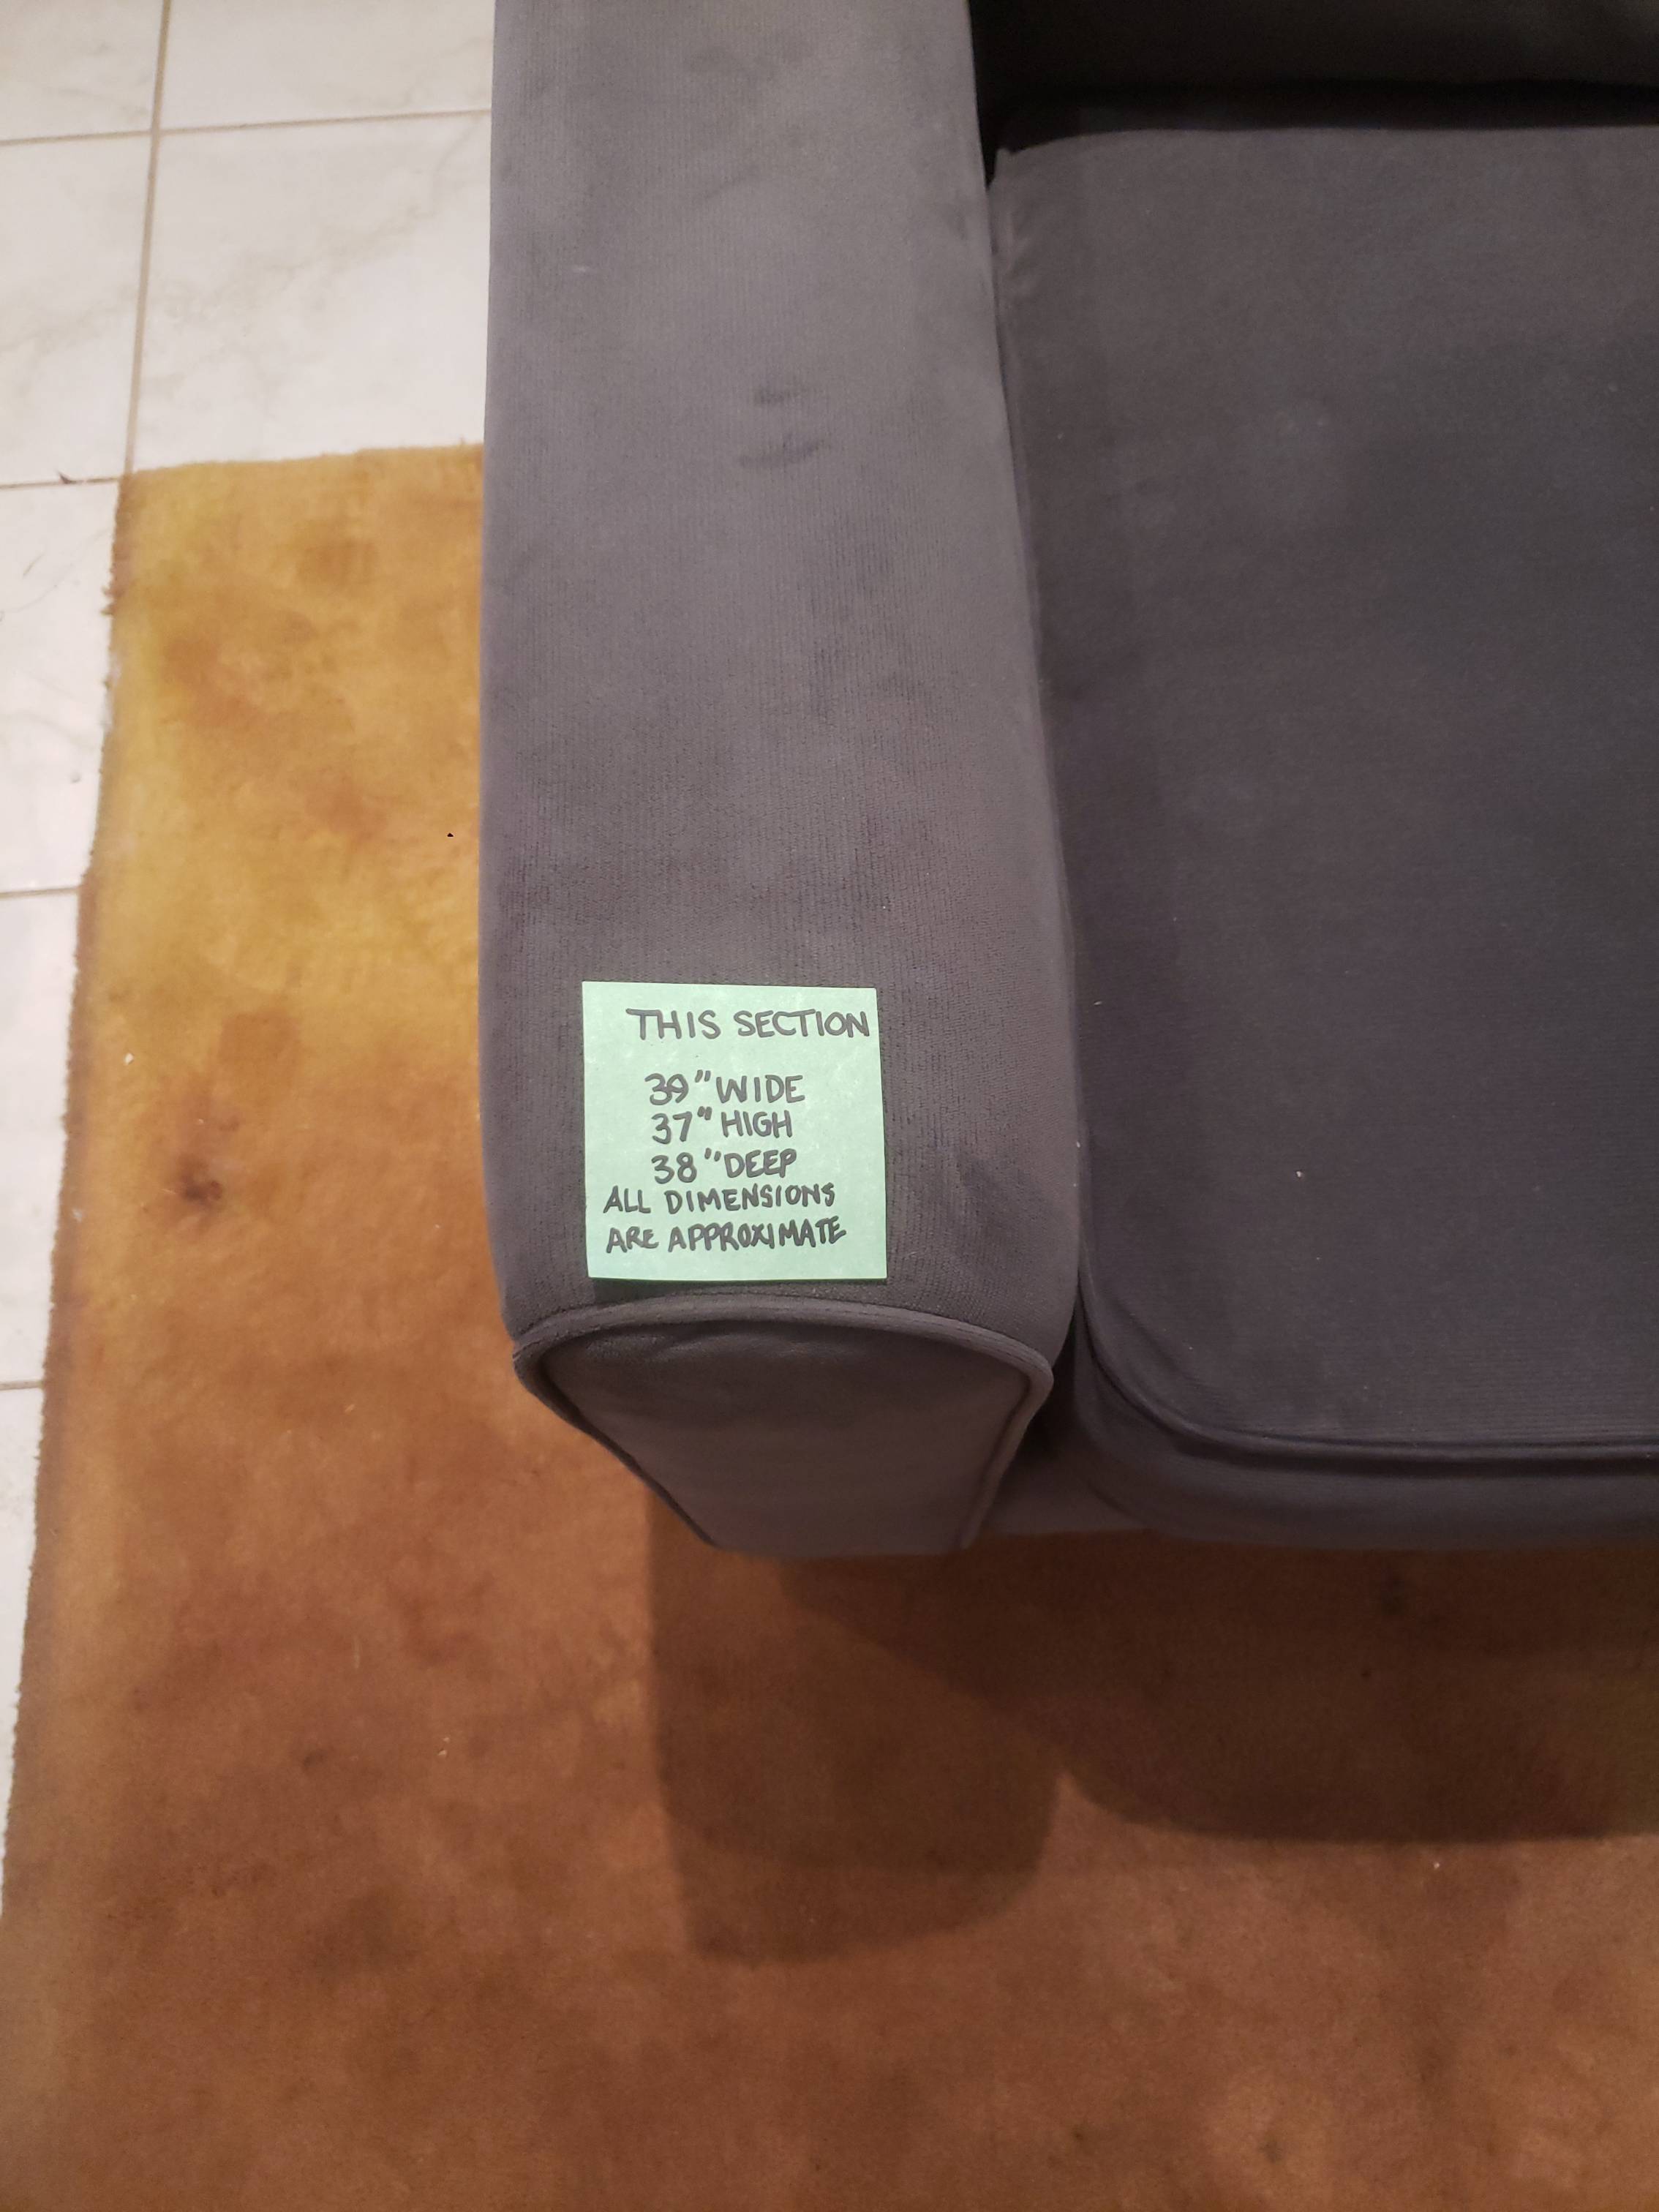 THIS SECTION
39" WIDE
37" HIGH
38" DEEP
ALL DIMENSIONS
ARE APPROXIMATE